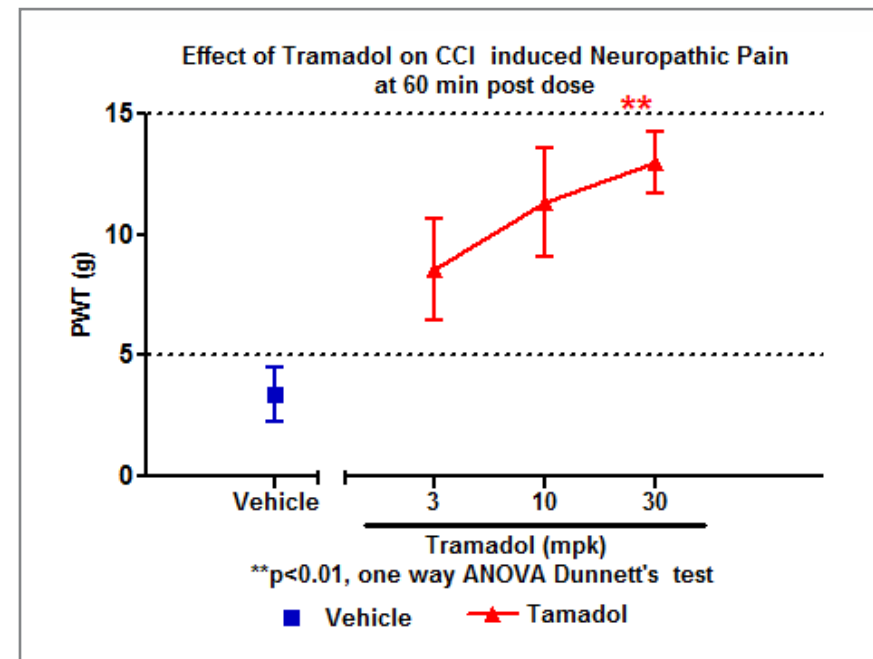 Effect of Tramadol on CCI induced Neuropathic Pain
at 60 min post dose
**
15
10
5
0
PWT (g)
Vehicle 3 10 30
Tramadol (mpk)
**p<0.01, one way ANOVA Dunnett's test
Vehicle Tamadol